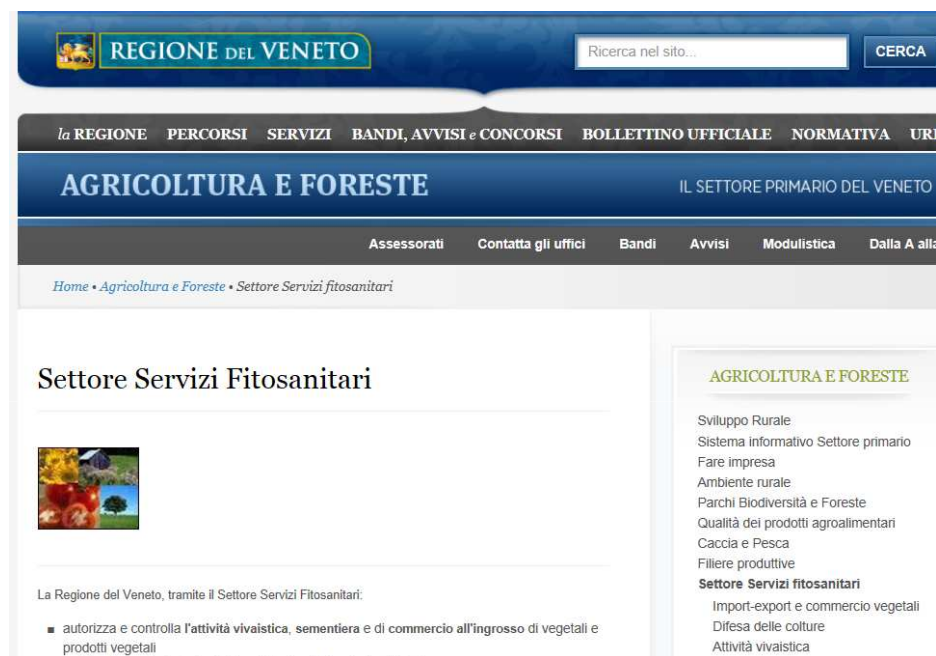 REGIONE DEL VENETO
Ricerca nel sito...
CERCA
la REGIONE PERCORSI SERVIZI BANDI, AVVISI e CONCORSI BOLLETTINO UFFICIALE NORMATIVA
AGRICOLTURA E FORESTE
IL SETTORE PRIMARIO DEL VENETO
Assessorati Contatta gli uffici Bandi Avvisi Modulistica Dalla A alla
Home • Agricoltura e Foreste • Settore Servizi fitosanitari
Settore Servizi Fitosanitari
La Regione del Veneto, tramite il Settore Servizi Fitosanitari:
autorizza e controlla l'attività vivaistica, sementiera e di commercio all'ingrosso di vegetali e
prodotti vegetali
AGRICOLTURA E FORESTE
Sviluppo Rurale
Sistema informativo Settore primario
Fare impresa
Ambiente rurale
Parchi Biodiversità e Foreste
Qualità dei prodotti agroalimentari
Caccia e Pesca
Filiere produttive
Settore Servizi fitosanitari
Import-export e commercio vegetali
Difesa delle colture
Attività vivaistica